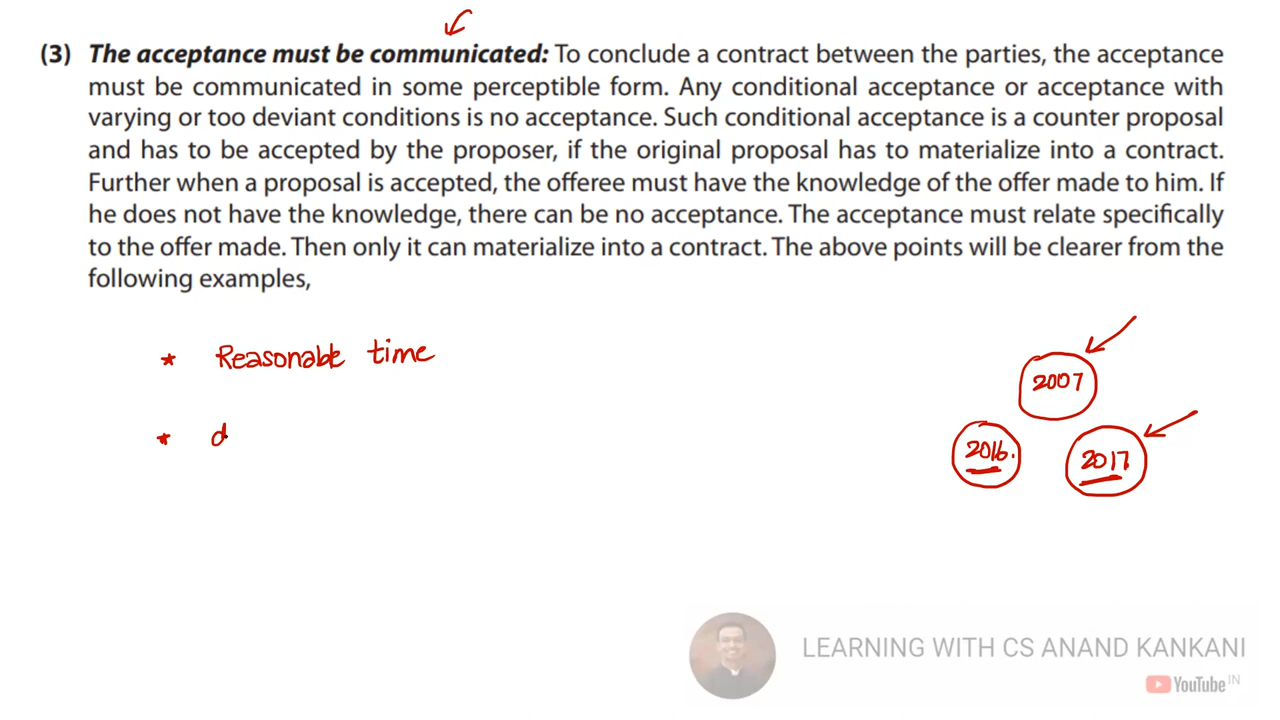 (3) The acceptance must be communicated: To conclude a contract between the parties, the acceptance
must be communicated in some perceptible form. Any conditional acceptance or acceptance with
varying or too deviant conditions is no acceptance. Such conditional acceptance is a counter proposal
and has to be accepted by the proposer, if the original proposal has to materialize into a contract.
Further when a proposal is accepted, the offeree must have the knowledge of the offer made to him. If
he does not have the knowledge, there can be no acceptance. The acceptance must relate specifically
to the offer made. Then only it can materialize into a contract. The above points will be clearer from the
following examples,
* Reasonable time
2007
* d
2016.
2017
LEARNING WITH CS ANAND KANKANI
YouTube IN